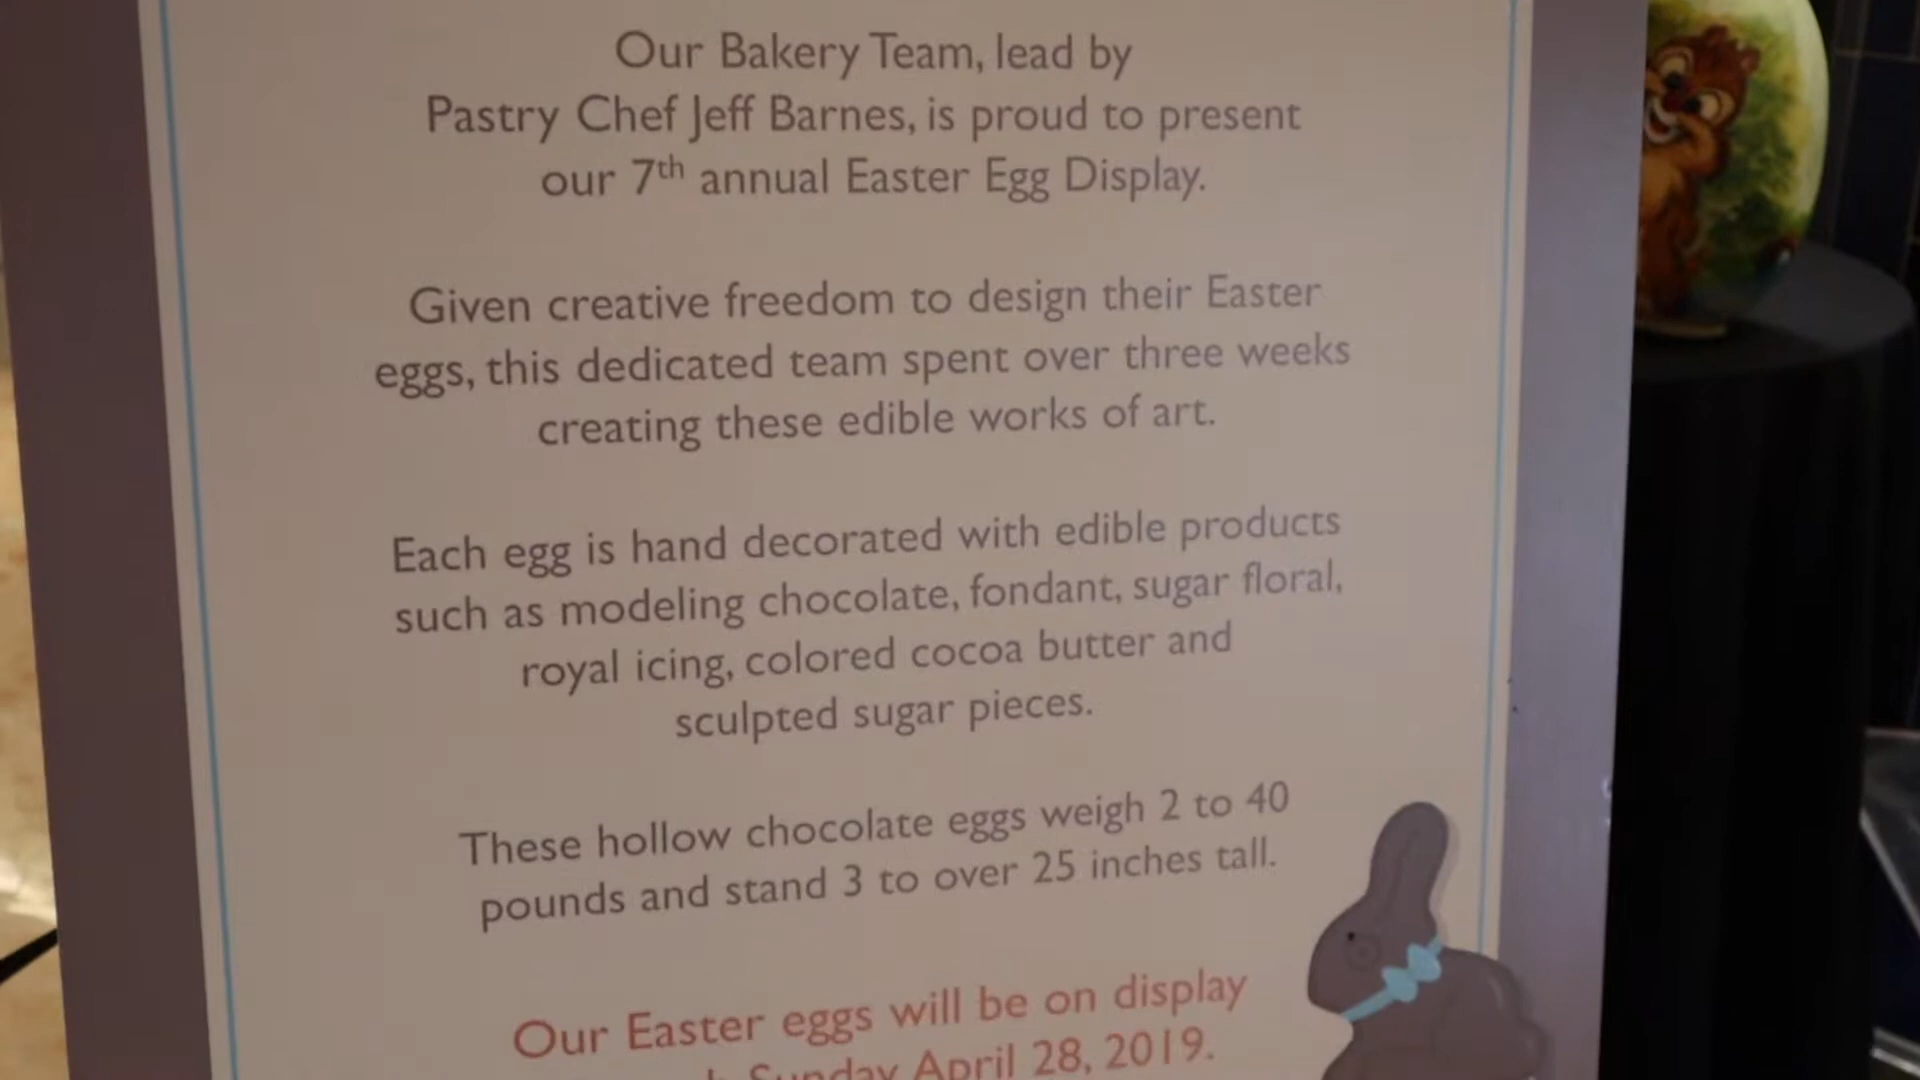 Our Bakery Team, lead by
Pastry Chef Jeff Barnes, is proud to present
our 7th annual Easter Egg Display.
Given creative freedom to design their Easter
eggs, this dedicated team spent over three weeks
creating these edible works of art.
Each egg is hand decorated with edible products
such as modeling chocolate, fondant, sugar floral,
royal icing, colored cocoa butter and
sculpted sugar pieces.
These hollow chocolate eggs weigh 2 to 40
pounds and stand 3 to over 25 inches tall.
Our Easter eggs will be on display
Sunday April 28, 2019.